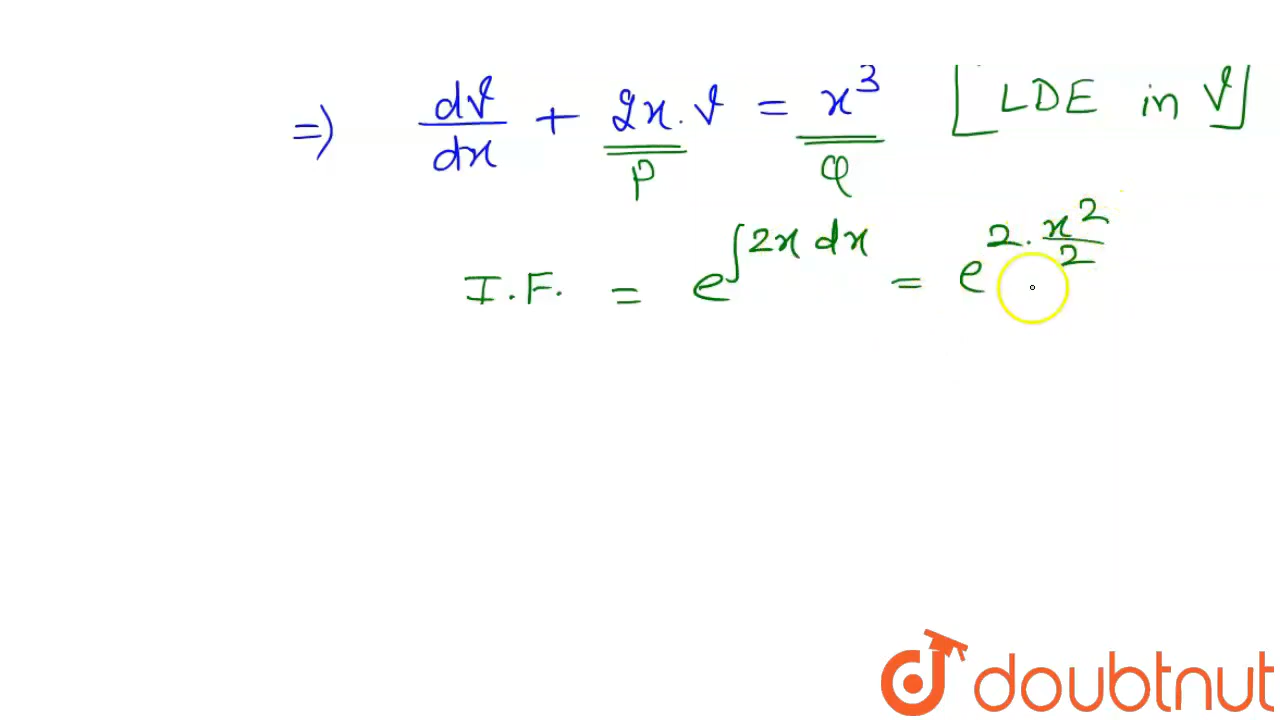 ⇒) dv/dx + 2x.v = x³ [LDE in v]
P Q
I.F. = e^∫2x dx = e^2.x²/2
doubtnut